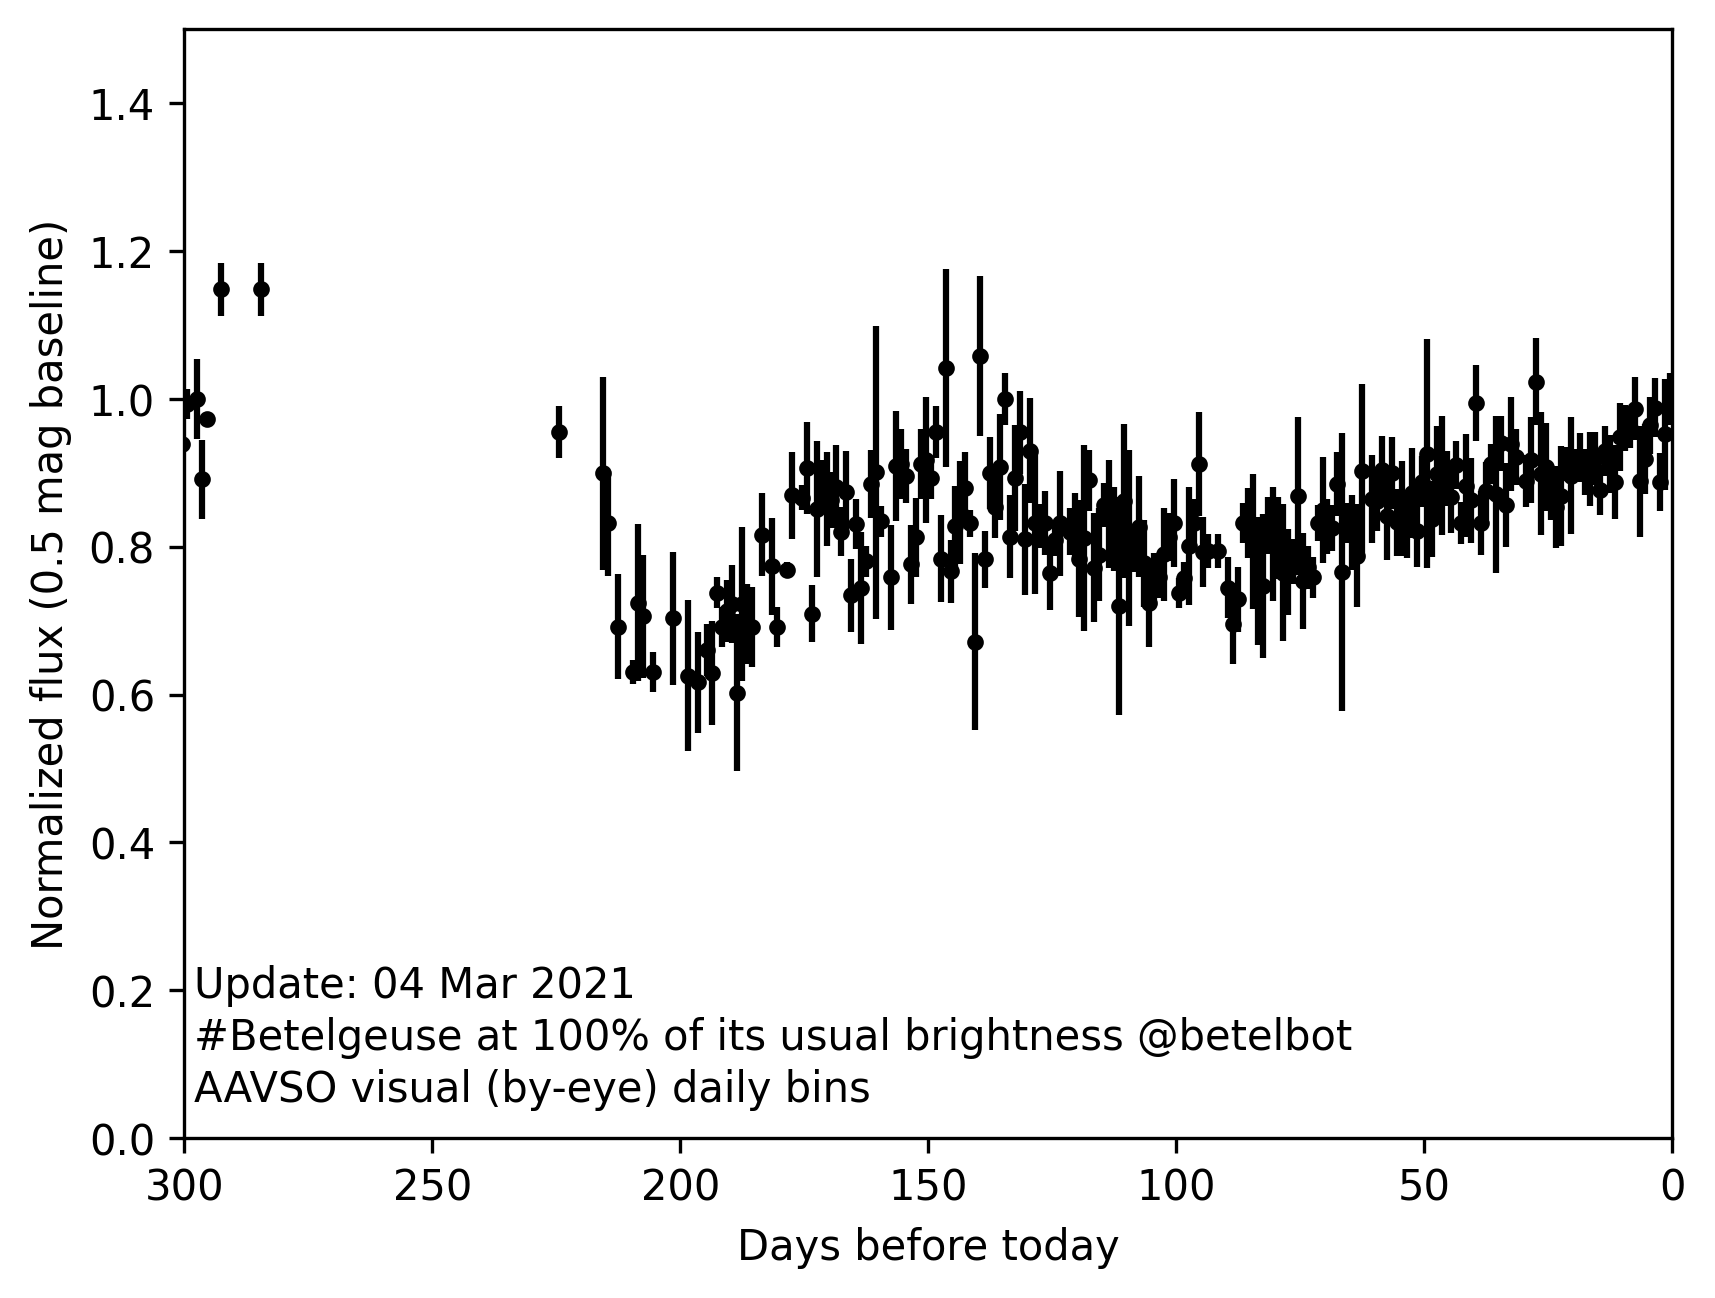 1.4
1.2
1.0
0.8
0.6
0.4
0.2
0.0
Normalized flux (0.5 mag baseline)
Update: 04 Mar 2021
#Betelgeuse at 100% of its usual brightness @betelbot
AAVSO visual (by-eye) daily bins
300 250 200 150 100 50 0
Days before today